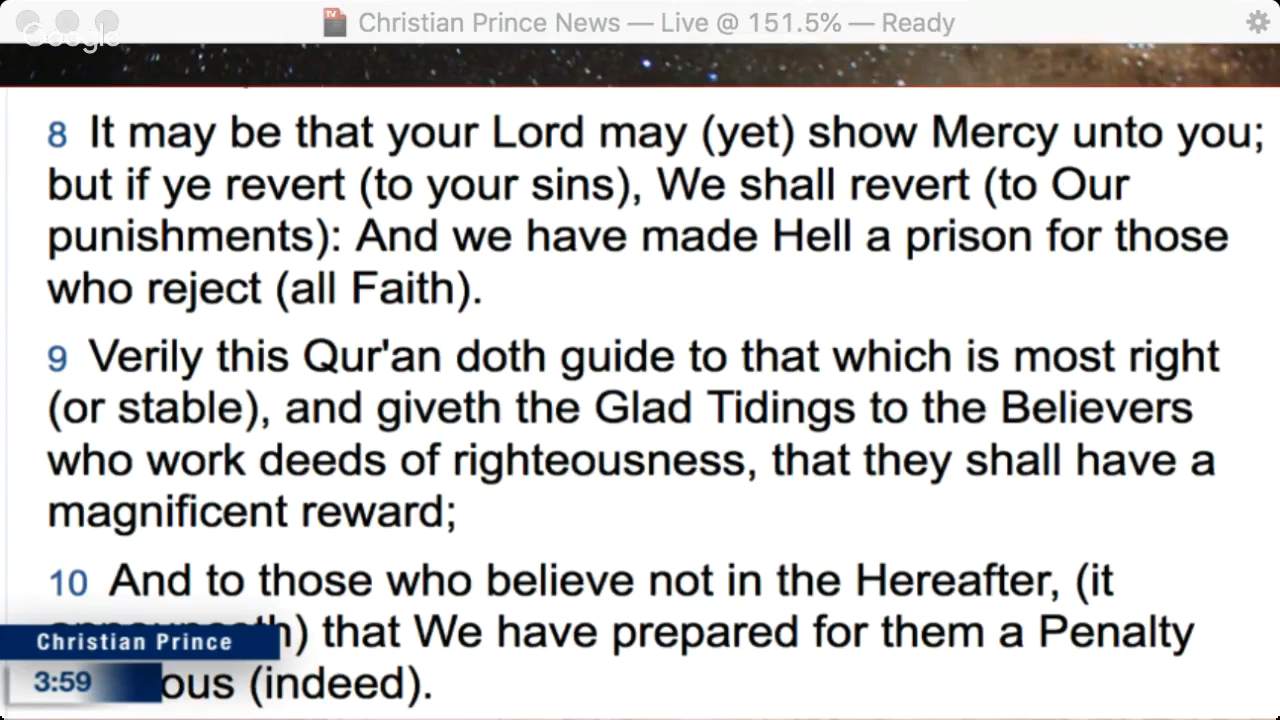 Christian Prince News — Live @ 151.5% — Ready
Google
8 It may be that your Lord may (yet) show Mercy unto you;
but if ye revert (to your sins), We shall revert (to Our
punishments): And we have made Hell a prison for those
who reject (all Faith).
9 Verily this Qur'an doth guide to that which is most right
(or stable), and giveth the Glad Tidings to the Believers
who work deeds of righteousness, that they shall have a
magnificent reward;
10 And to those who believe not in the Hereafter, (it
that We have prepared for them a Penalty
(indeed).
Christian Prince
3:59